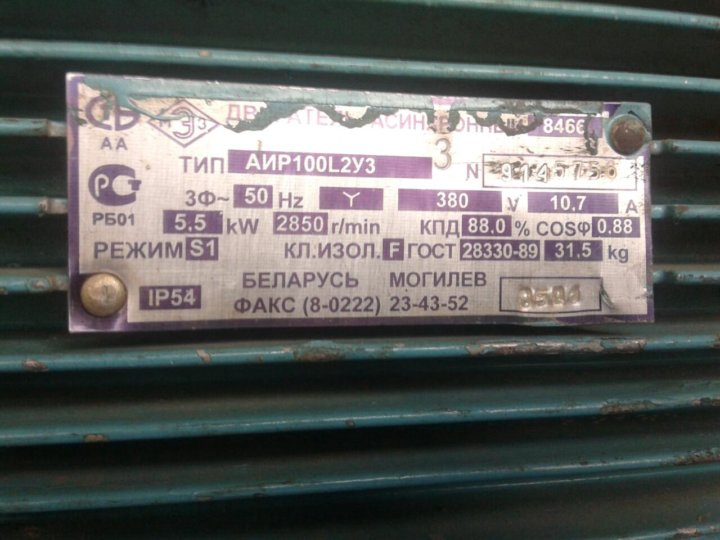 АА
ЭЗ
ДВИГАТЕЛЬ АСИНХРОННЫЙ 8466
ТИП АИР100L2У3 3 N
РБ01
3Ф~ 50 Hz Y 380 V 10.7 A
5.5 kW 2850 r/min КПД 88.0 % COSφ 0.88
РЕЖИМ S1 КЛ.ИЗОЛ. F ГОСТ 28330-89 31.5 kg
IP54 БЕЛАРУСЬ МОГИЛЕВ
ФАКС (8-0222) 23-43-52